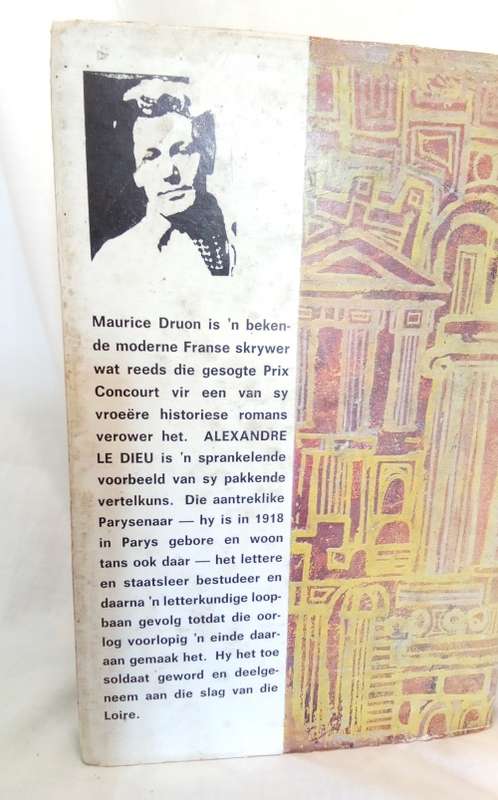 Maurice Druon is 'n beken-
de moderne Franse skrywer
wat reeds die gesogte Prix
Concourt vir een van sy
vroeëre historiese romans
verower het. ALEXANDRE
LE DIEU is 'n sprankelende
voorbeeld van sy pakkende
vertelkuns. Die aantreklike
Parysenaar — hy is in 1918
in Parys gebore en woon
tans ook daar — het lettere
en staatsleer bestudeer en
daarna 'n letterkundige loop-
baan gevolg totdat die oor-
log voorlopig 'n einde daar-
aan gemaak het. Hy het toe
soldaat geword en deelge-
neem aan die slag van die
Loire.